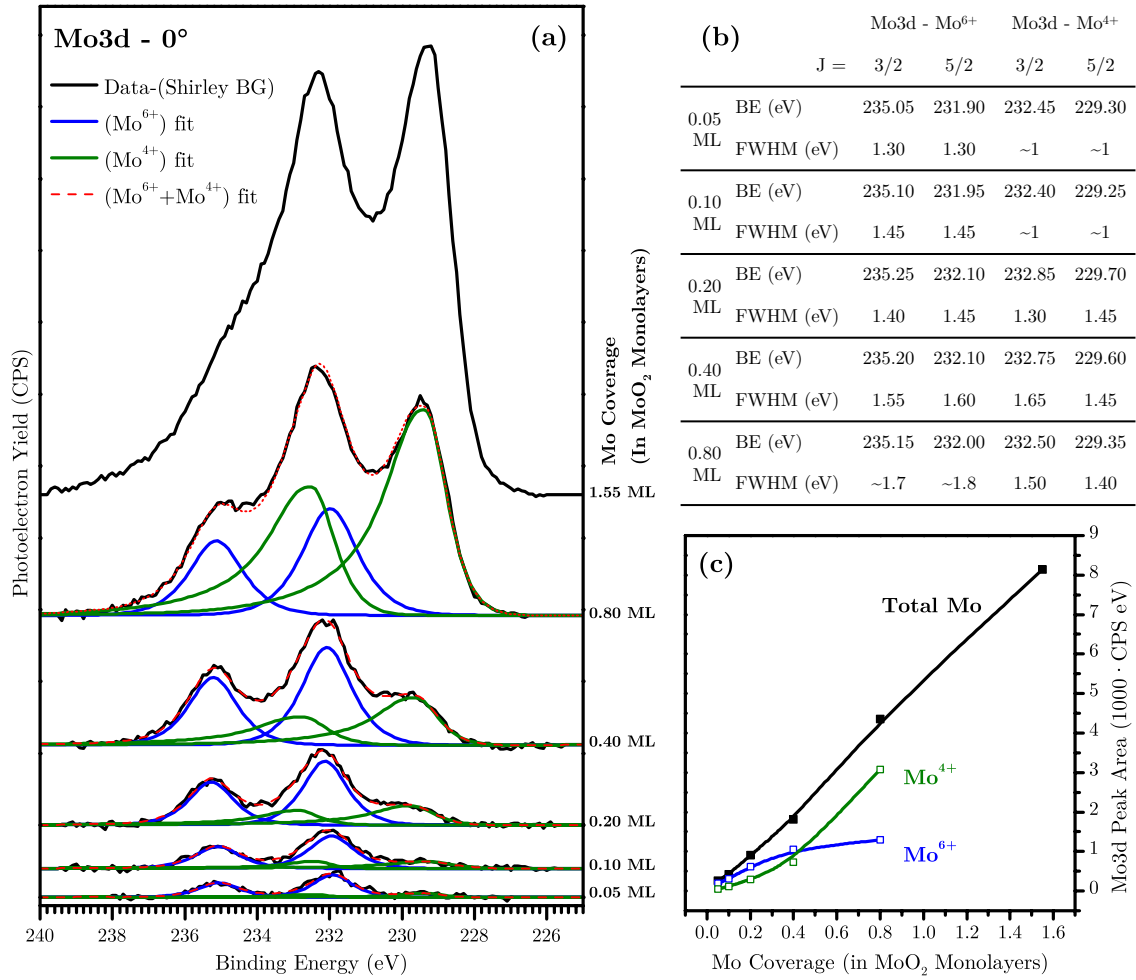 Mo3d - 0°
(a)
Data-(Shirley BG)
(Mo⁶⁺) fit
(Mo⁴⁺) fit
(Mo⁶⁺+Mo⁴⁺) fit
Photoelectron Yield (CPS)
Mo Coverage
(In MoO₂ Monolayers)
1.55 ML
0.80 ML
0.40 ML
0.20 ML
0.10 ML
0.05 ML
240 238 236 234 232 230 228 226
Binding Energy (eV)
(b)
Mo3d - Mo⁶⁺ Mo3d - Mo⁴⁺
J = 3/2 5/2 3/2 5/2
0.05 ML
BE (eV) 235.05 231.90 232.45 229.30
FWHM (eV) 1.30 1.30 ~1 ~1
0.10 ML
BE (eV) 235.10 231.95 232.40 229.25
FWHM (eV) 1.45 1.45 ~1 ~1
0.20 ML
BE (eV) 235.25 232.10 232.85 229.70
FWHM (eV) 1.40 1.45 1.30 1.45
0.40 ML
BE (eV) 235.20 232.10 232.75 229.60
FWHM (eV) 1.55 1.60 1.65 1.45
0.80 ML
BE (eV) 235.15 232.00 232.50 229.35
FWHM (eV) ~1.7 ~1.8 1.50 1.40
(c)
Total Mo
Mo⁴⁺
Mo⁶⁺
9
8
7
6
5
4
3
2
1
0
Mo3d Peak Area (1000 · CPS eV)
0.0 0.2 0.4 0.6 0.8 1.0 1.2 1.4 1.6
Mo Coverage (in MoO₂ Monolayers)